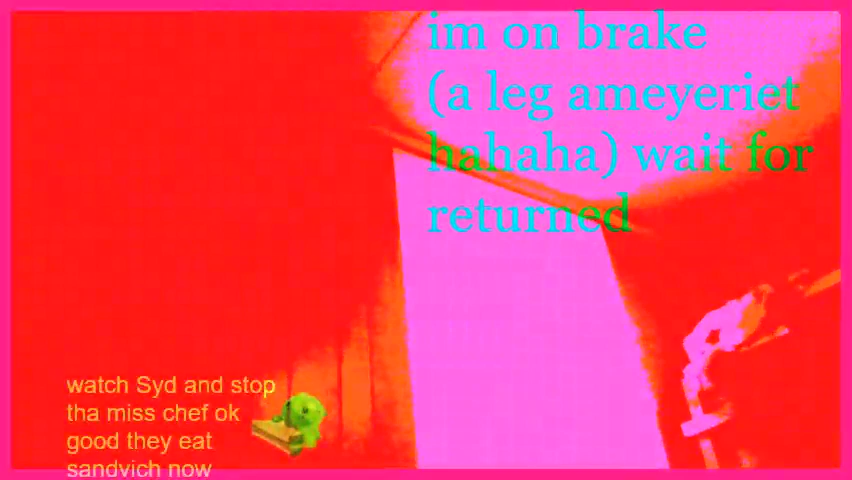 im on brake
(a leg ameyeriet
hahaha) wait for
returned
watch Syd and stop
tha miss chef ok
good they eat
sandvich now